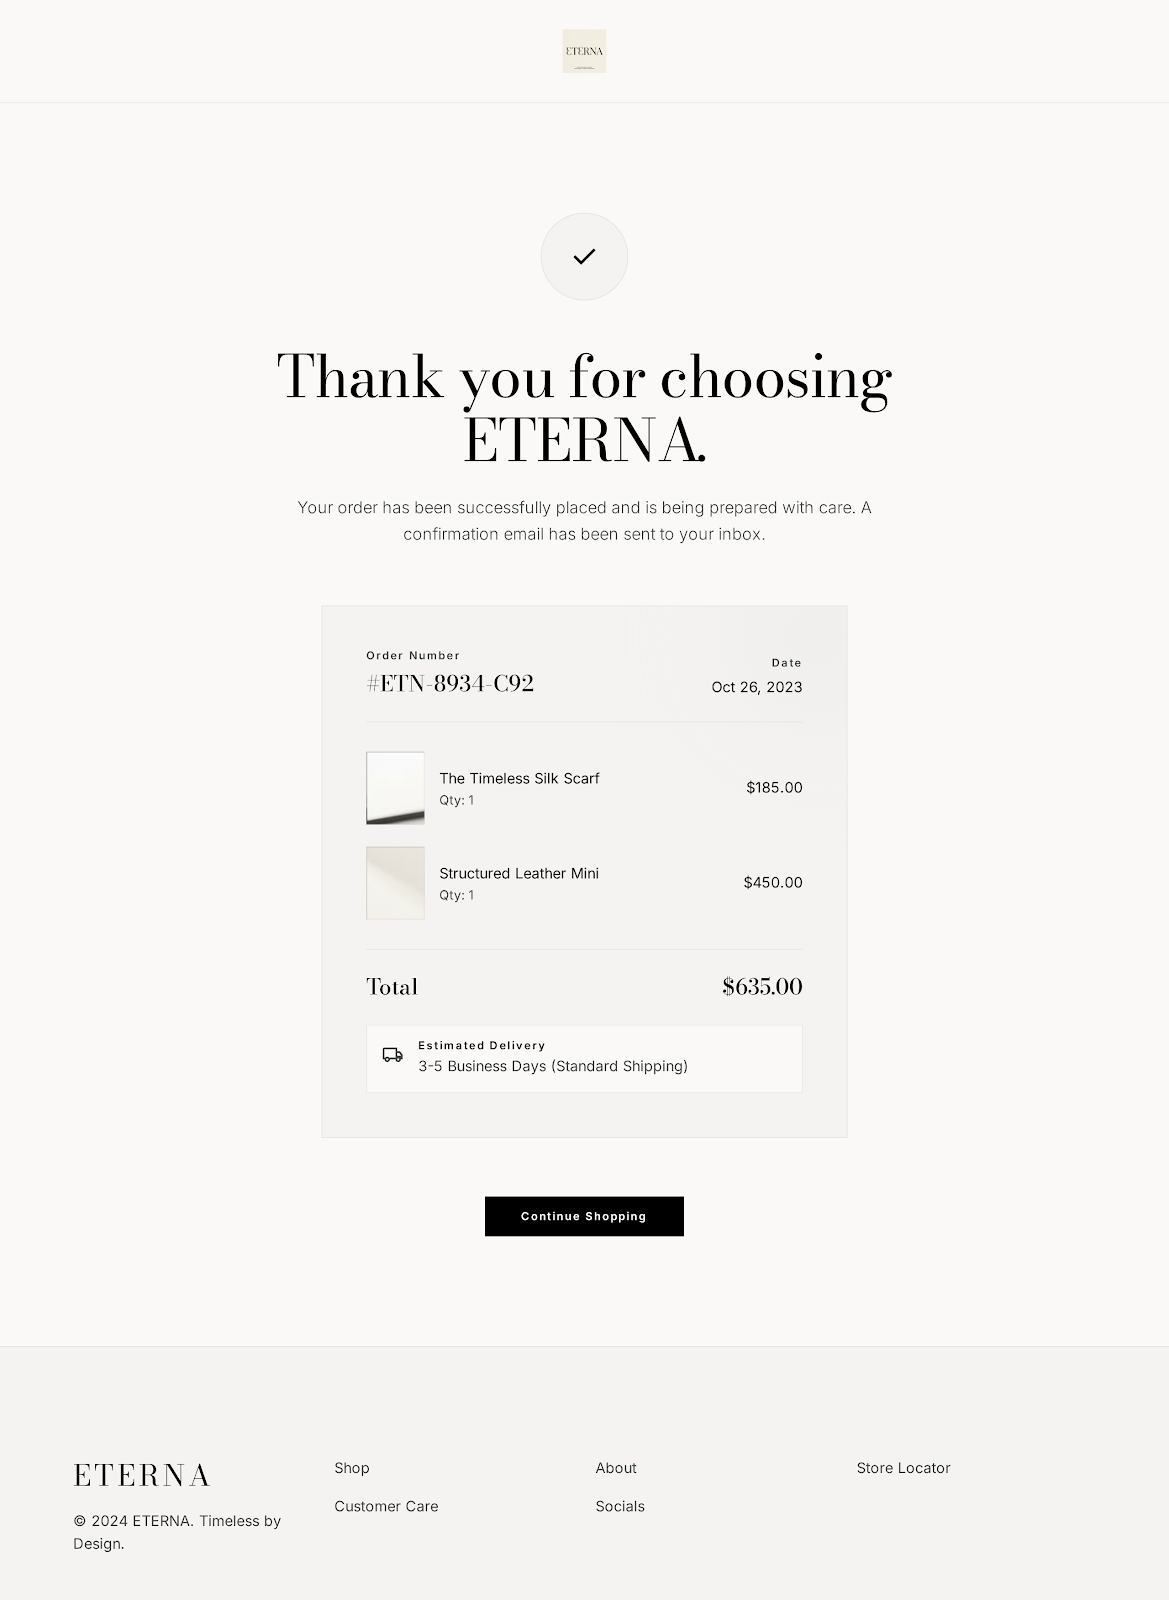 ETERNA
Thank you for choosing
ETERNA.
Your order has been successfully placed and is being prepared with care. A
confirmation email has been sent to your inbox.
Order Number
#ETN-8934-C92
Date
Oct 26, 2023
The Timeless Silk Scarf
Qty: 1
$185.00
Structured Leather Mini
Qty: 1
$450.00
Total
$635.00
Estimated Delivery
3-5 Business Days (Standard Shipping)
Continue Shopping
ETERNA
© 2024 ETERNA. Timeless by
Design.
Shop
Customer Care
About
Socials
Store Locator